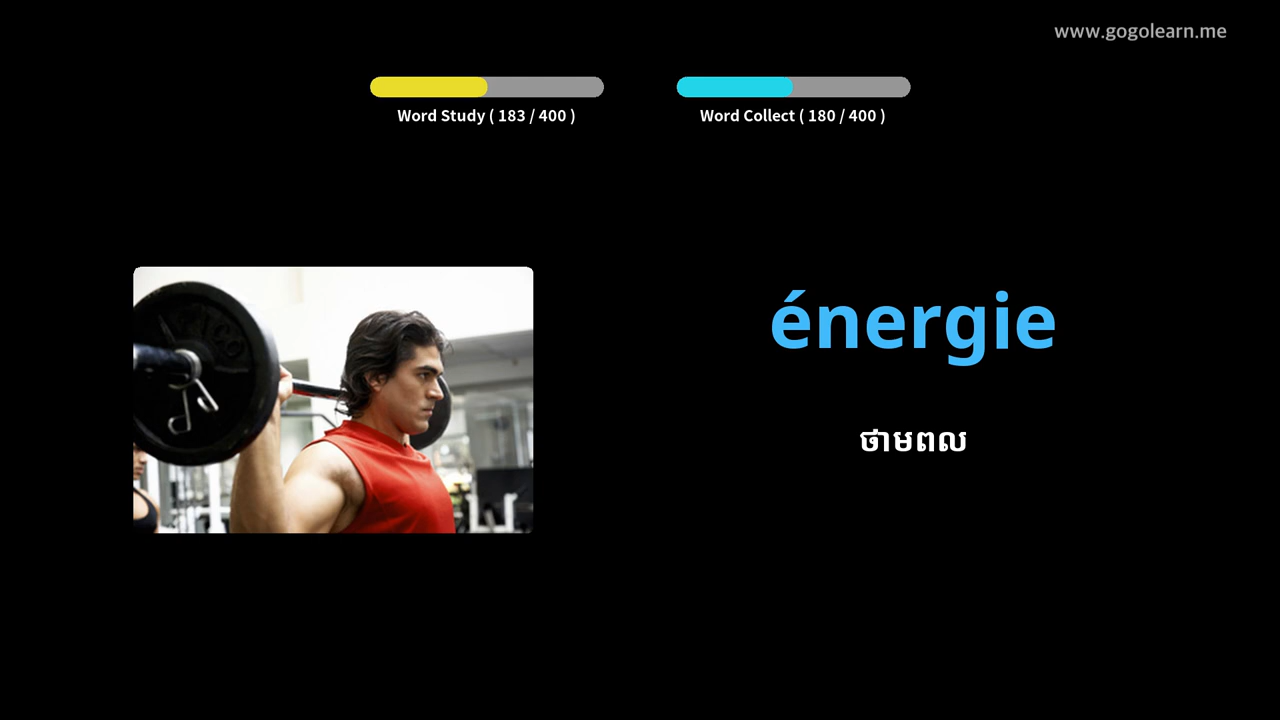 www.gogolearn.me
Word Study ( 183 / 400 )
Word Collect ( 180 / 400 )
énergie
ថាមពល